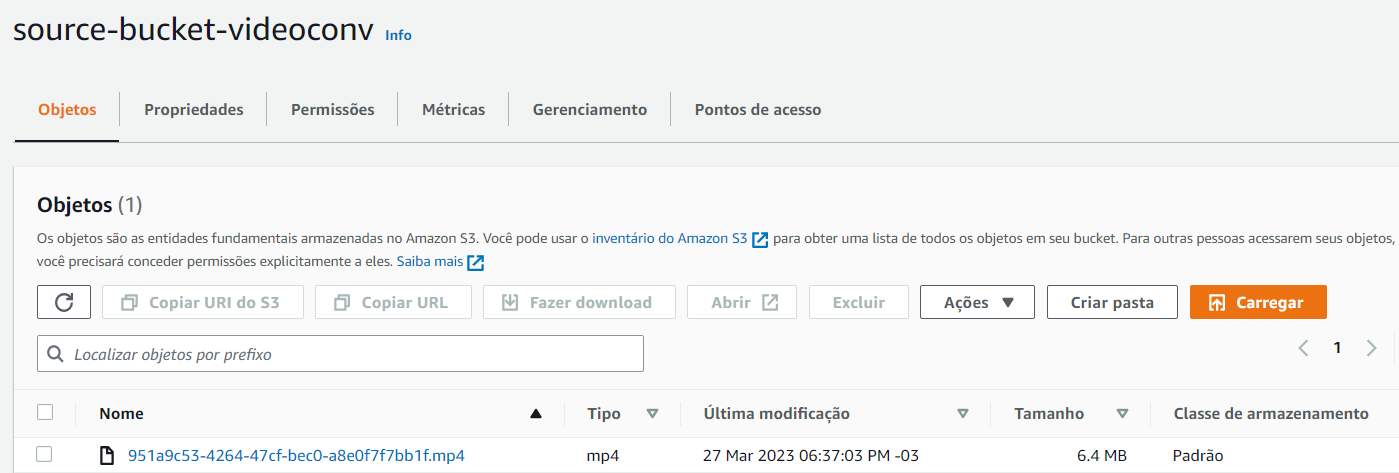 source-bucket-videoconv Info
Objetos Propriedades Permissões Métricas Gerenciamento Pontos de acesso
Objetos (1)
Os objetos são as entidades fundamentais armazenadas no Amazon S3. Você pode usar o inventário do Amazon S3 para obter uma lista de todos os objetos em seu bucket. Para outras pessoas acessarem seus objetos,
você precisará conceder permissões explicitamente a eles. Saiba mais
Copiar URI do S3 Copiar URL Fazer download Abrir Excluir Ações Criar pasta Carregar
Localizar objetos por prefixo 1
Nome Tipo Última modificação Tamanho Classe de armazenamento
951a9c53-4264-47cf-bec0-a8e0f7f7bb1f.mp4 mp4 27 Mar 2023 06:37:03 PM -03 6.4 MB Padrão